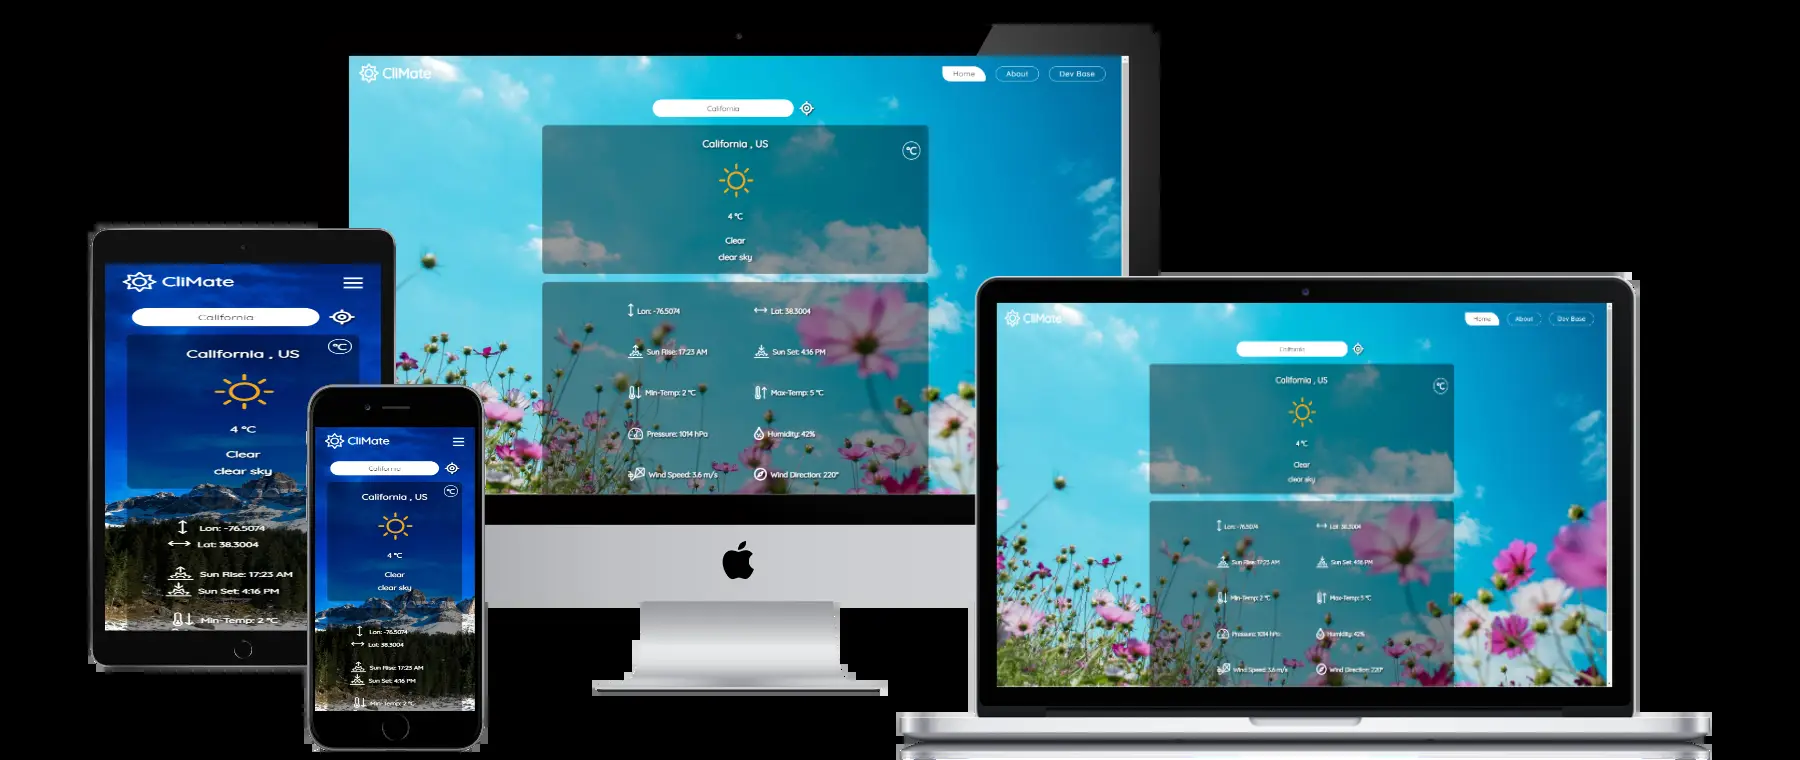 CliMate
Home About Dev Base
California
California , US
°C
4 °C
Clear
clear sky
Lon: -76.5074 Lat: 38.3004
Sun Rise: 17:23 AM Sun Set: 4:16 PM
Min-Temp: 2 °C Max-Temp: 5 °C
Pressure: 1014 hPa Humidity: 42%
Wind Speed: 3.6 m/s Wind Direction: 220°
CliMate
California
California , US
°C
4 °C
Clear
clear sky
Lon: -76.5074
Lat: 38.3004
Sun Rise: 17:23 AM
Sun Set: 4:16 PM
Min-Temp: 2 °C
CliMate
California
California , US
°C
4 °C
Clear
clear sky
Lon: -76.5074
Lat: 38.3004
Sun Rise: 17:23 AM
Sun Set: 4:16 PM
Min-Temp: 2 °C
CliMate
Home About Dev Base
California
California , US
°C
4 °C
Clear
clear sky
Lon: -76.5074 Lat: 38.3004
Sun Rise: 17:23 AM Sun Set: 4:16 PM
Min-Temp: 2 °C Max-Temp: 5 °C
Pressure: 1014 hPa Humidity: 42%
Wind Speed: 3.6 m/s Wind Direction: 220°